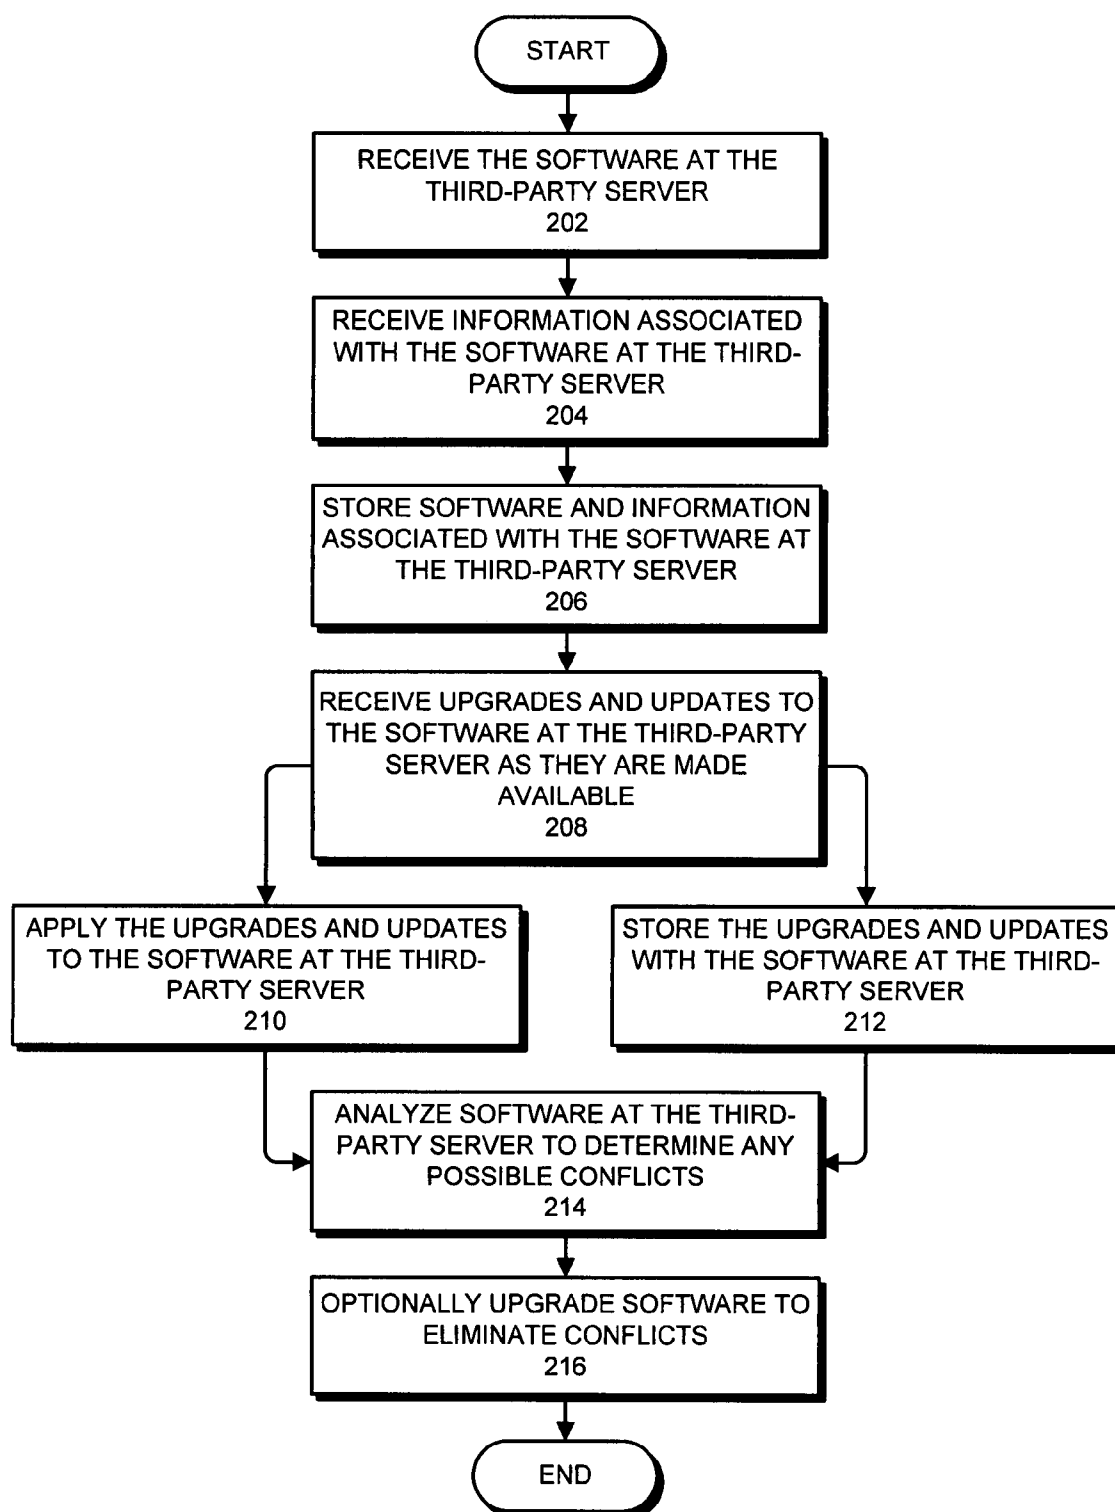 START
RECEIVE THE SOFTWARE AT THE
THIRD-PARTY SERVER
202
RECEIVE INFORMATION ASSOCIATED
WITH THE SOFTWARE AT THE THIRD-
PARTY SERVER
204
STORE SOFTWARE AND INFORMATION
ASSOCIATED WITH THE SOFTWARE AT
THE THIRD-PARTY SERVER
206
RECEIVE UPGRADES AND UPDATES TO
THE SOFTWARE AT THE THIRD-PARTY
SERVER AS THEY ARE MADE
AVAILABLE
208
APPLY THE UPGRADES AND UPDATES
TO THE SOFTWARE AT THE THIRD-
PARTY SERVER
210
STORE THE UPGRADES AND UPDATES
WITH THE SOFTWARE AT THE THIRD-
PARTY SERVER
212
ANALYZE SOFTWARE AT THE THIRD-
PARTY SERVER TO DETERMINE ANY
POSSIBLE CONFLICTS
214
OPTIONALLY UPGRADE SOFTWARE TO
ELIMINATE CONFLICTS
216
END